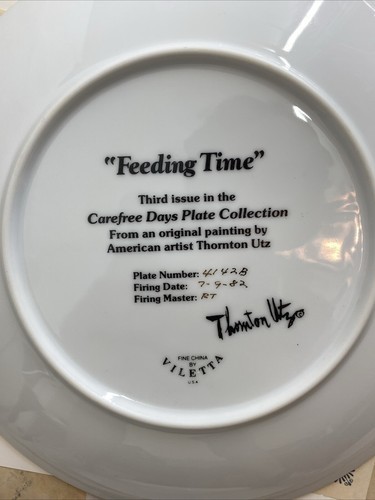 "Feeding Time"
Third issue in the
Carefree Days Plate Collection
From an original painting by
American artist Thornton Utz
Plate Number: 4142B
Firing Date: 7-9-82
Firing Master: RT
Thornton Utz ©
FINE CHINA
BY
VILETTA
U.S.A.